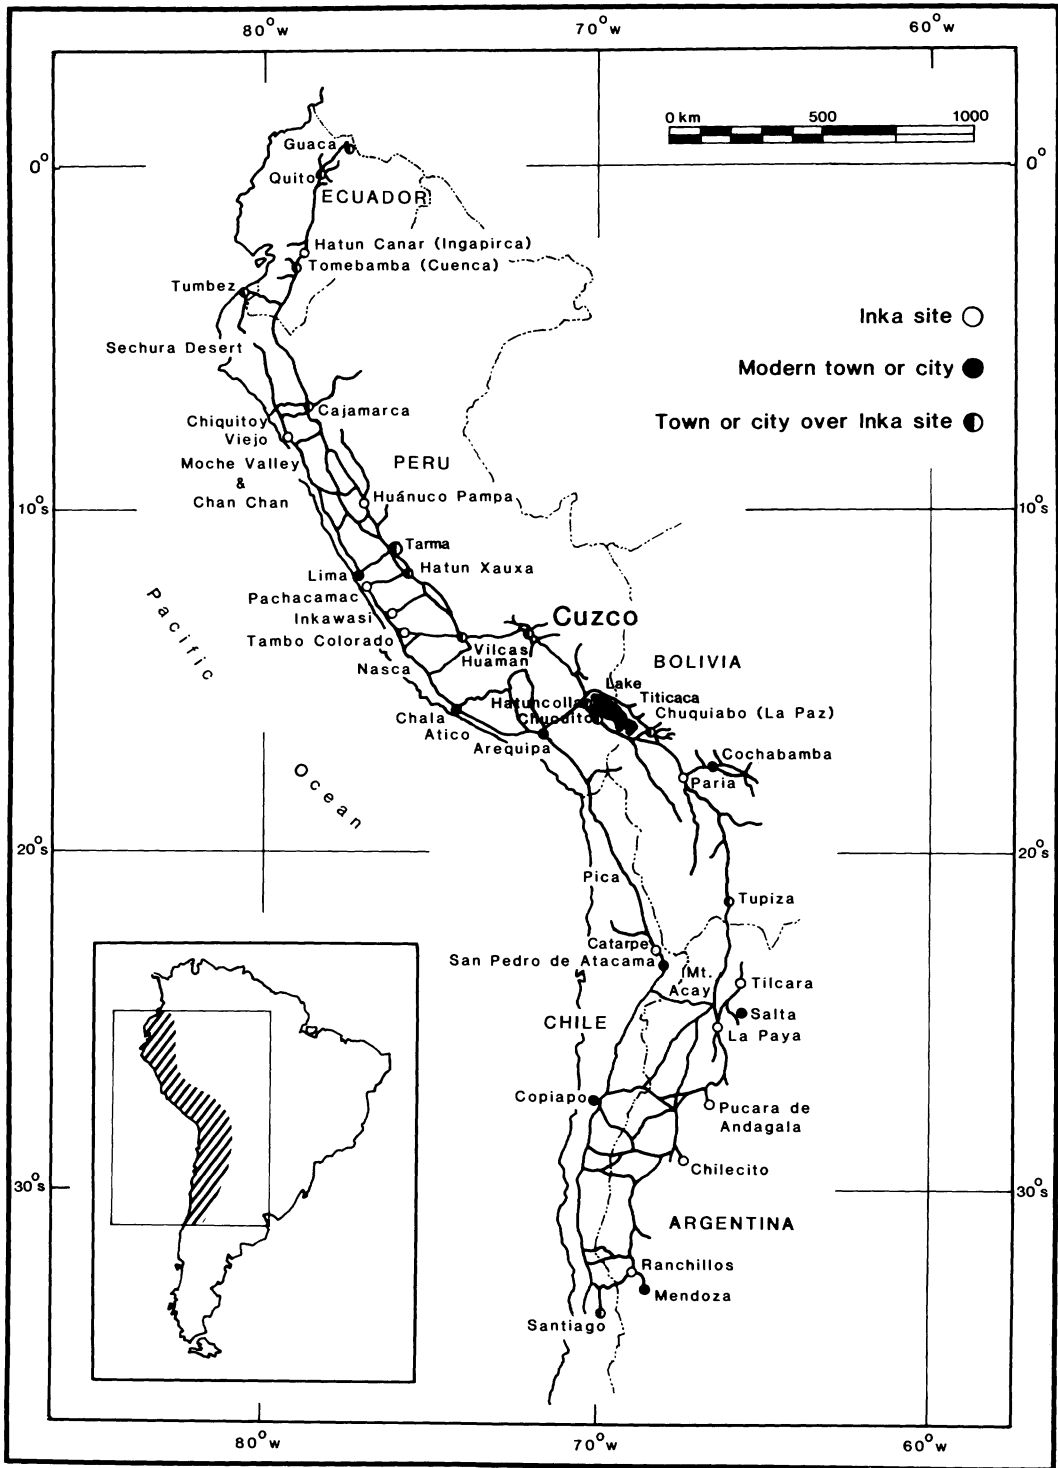 80°w 70°w 60°w
0 km 500 1000
Guaca
0° 0°
Quito
ECUADOR
Hatun Canar (Ingapirca)
Tomebamba (Cuenca)
Tumbez
Inka site
Sechura Desert
Modern town or city
Cajamarca
Town or city over Inka site
Chiquitoy
Viejo
Moche Valley
&
Chan Chan
PERU
Huánuco Pampa
10°s 10°s
Tarma
Hatun Xauxa
Lima
Pachacamac
Inkawasi
Tambo Colorado
Cuzco
Vilcas
Huaman
Nasca
Pacific
Ocean
BOLIVIA
Lake
Titicaca
Hatuncolla
Chucuito
Chuquiabo (La Paz)
Chala
Atico
Arequipa
Cochabamba
Paria
20°s 20°s
Pica
Tupiza
Catarpe
San Pedro de Atacama
Mt.
Acay
Tilcara
Salta
La Paya
CHILE
Copiapo
Pucara de
Andagala
Chilecito
30°s 30°s
ARGENTINA
Ranchillos
Mendoza
Santiago
80°w 70°w 60°w